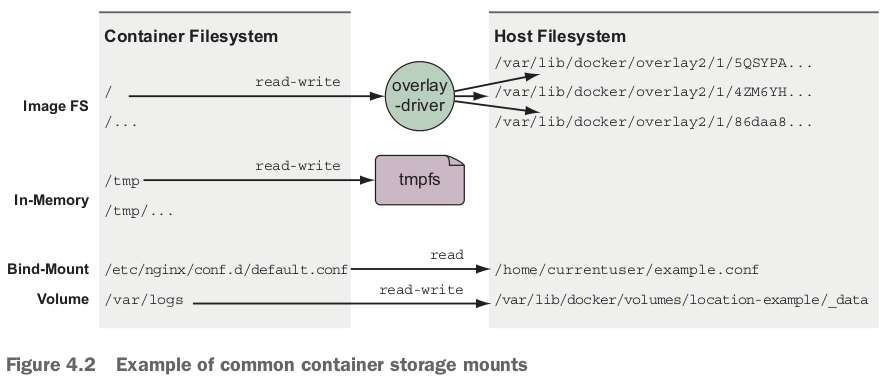 Container Filesystem
Host Filesystem
Image FS
/
read-write
/...
overlay
-driver
/var/lib/docker/overlay2/1/5QSYPA...
/var/lib/docker/overlay2/1/4ZM6YH...
/var/lib/docker/overlay2/1/86daa8...
In-Memory
/tmp
read-write
/tmp/...
tmpfs
Bind-Mount
/etc/nginx/conf.d/default.conf
read
/home/currentuser/example.conf
Volume
/var/logs
read-write
/var/lib/docker/volumes/location-example/_data
Figure 4.2 Example of common container storage mounts